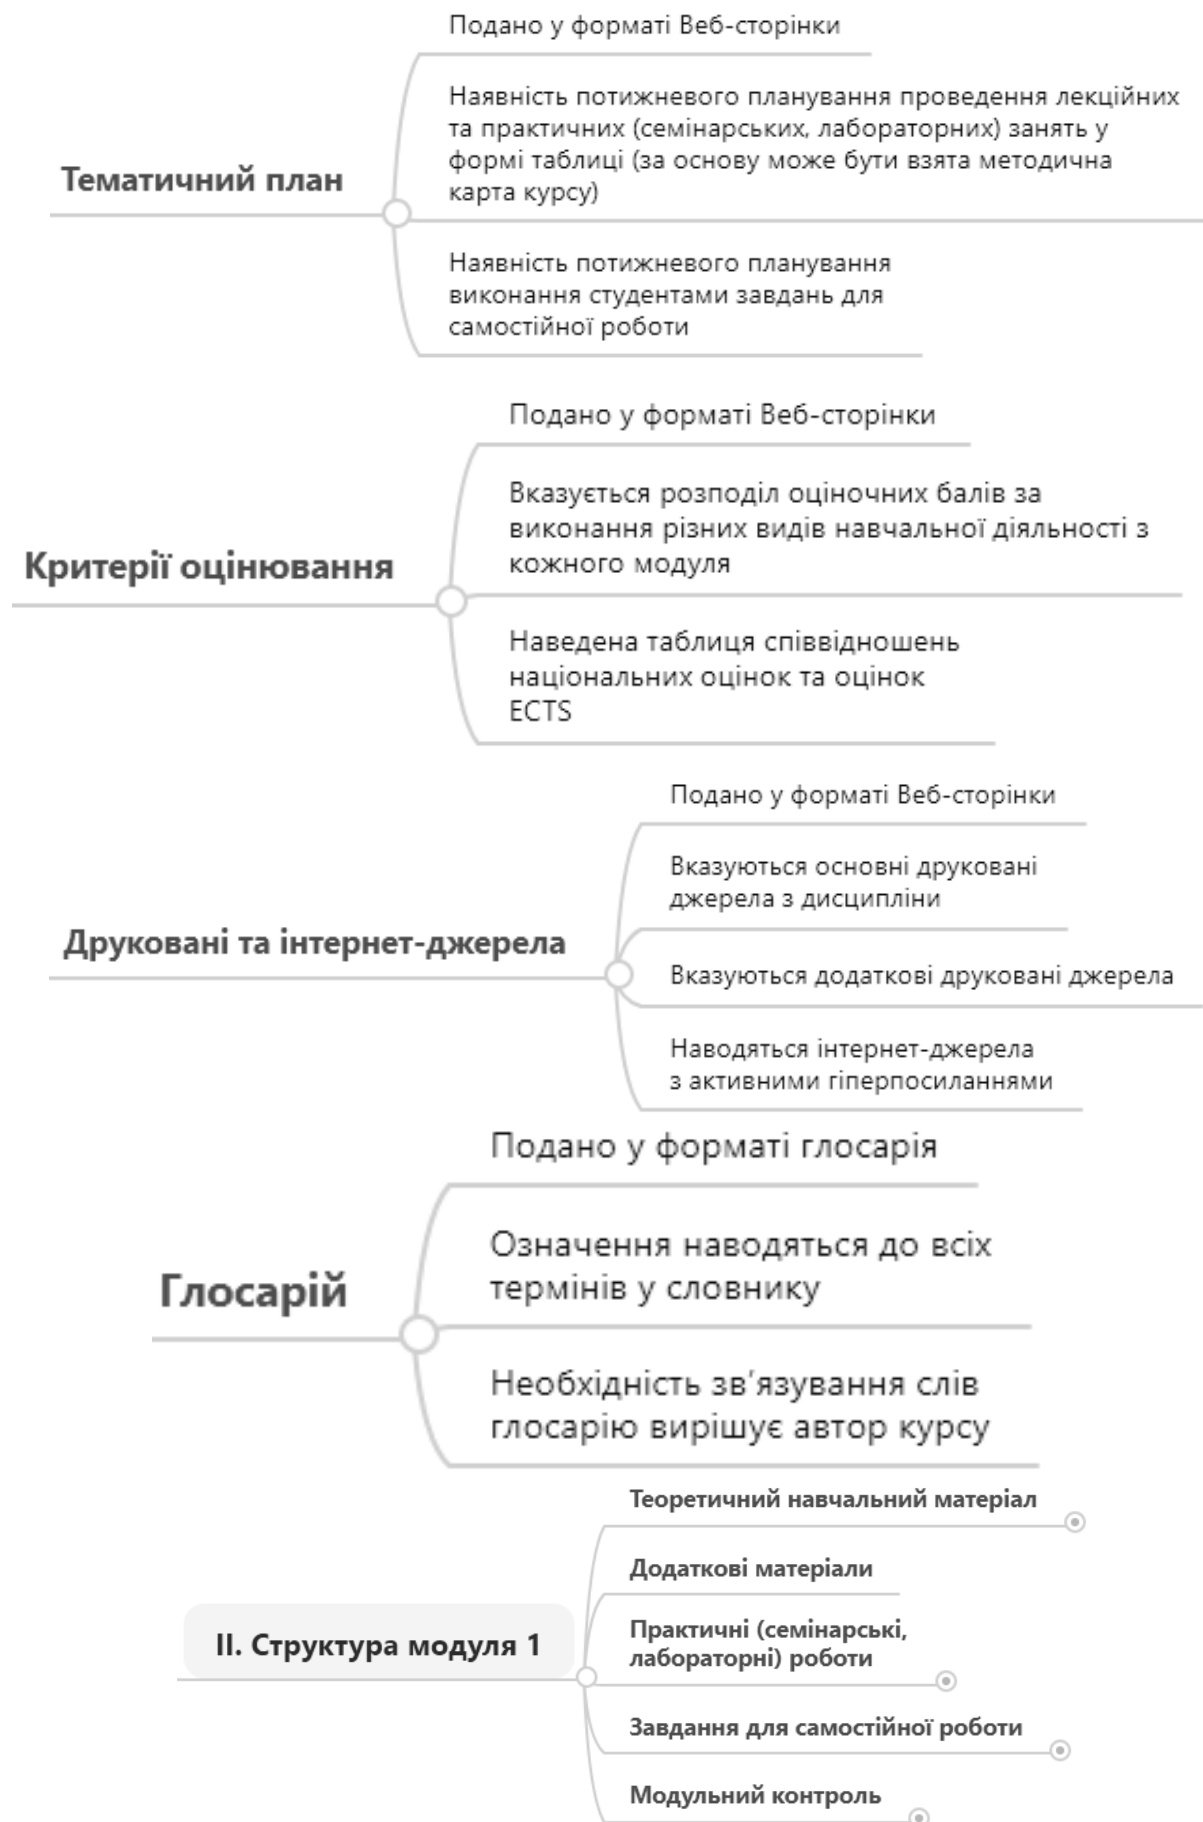 Подано у форматі Веб-сторінки
Наявність потижневого планування проведення лекційних
та практичних (семінарських, лабораторних) занять у
формі таблиці (за основу може бути взята методична
карта курсу)
Тематичний план
Наявність потижневого планування
виконання студентами завдань для
самостійної роботи
Подано у форматі Веб-сторінки
Вказується розподіл оціночних балів за
виконання різних видів навчальної діяльності з
кожного модуля
Критерії оцінювання
Наведена таблиця співвідношень
національних оцінок та оцінок
ECTS
Подано у форматі Веб-сторінки
Вказуються основні друковані
джерела з дисципліни
Друковані та інтернет-джерела
Вказуються додаткові друковані джерела
Наводяться інтернет-джерела
з активними гіперпосиланнями
Подано у форматі глосарія
Означення наводяться до всіх
термінів у словнику
Глосарій
Необхідність зв'язування слів
глосарію вирішує автор курсу
Теоретичний навчальний матеріал
Додаткові матеріали
Практичні (семінарські,
лабораторні) роботи
II. Структура модуля 1
Завдання для самостійної роботи
Модульний контроль